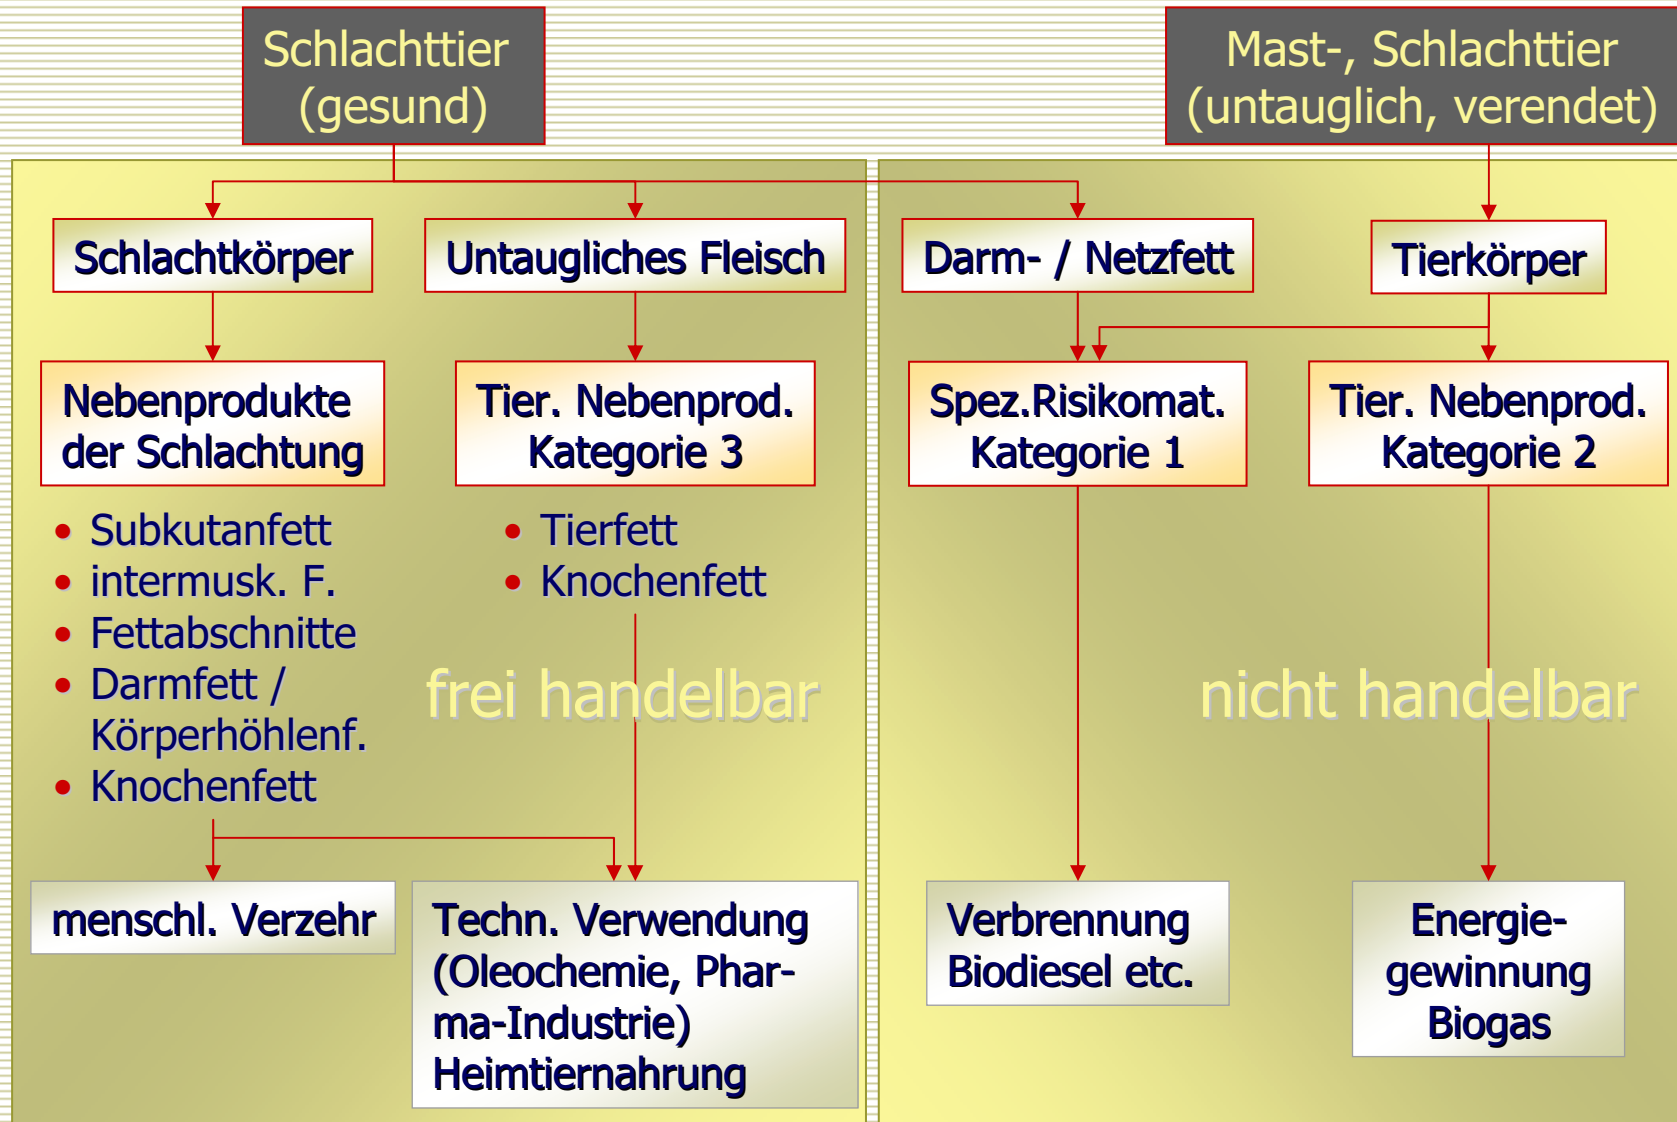 Schlachttier
(gesund)
Mast-, Schlachttier
(untauglich, verendet)
Schlachtkörper
Untaugliches Fleisch
Darm- / Netzfett
Tierkörper
Nebenprodukte
der Schlachtung
Tier. Nebenprod.
Kategorie 3
Spez.Risikomat.
Kategorie 1
Tier. Nebenprod.
Kategorie 2
• Subkutanfett
• intermusk. F.
• Fettabschnitte
• Darmfett /
Körperhöhlenf.
• Knochenfett
• Tierfett
• Knochenfett
frei handelbar
nicht handelbar
menschl. Verzehr
Techn. Verwendung
(Oleochemie, Phar-
ma-Industrie)
Heimtiernahrung
Verbrennung
Biodiesel etc.
Energie-
gewinnung
Biogas